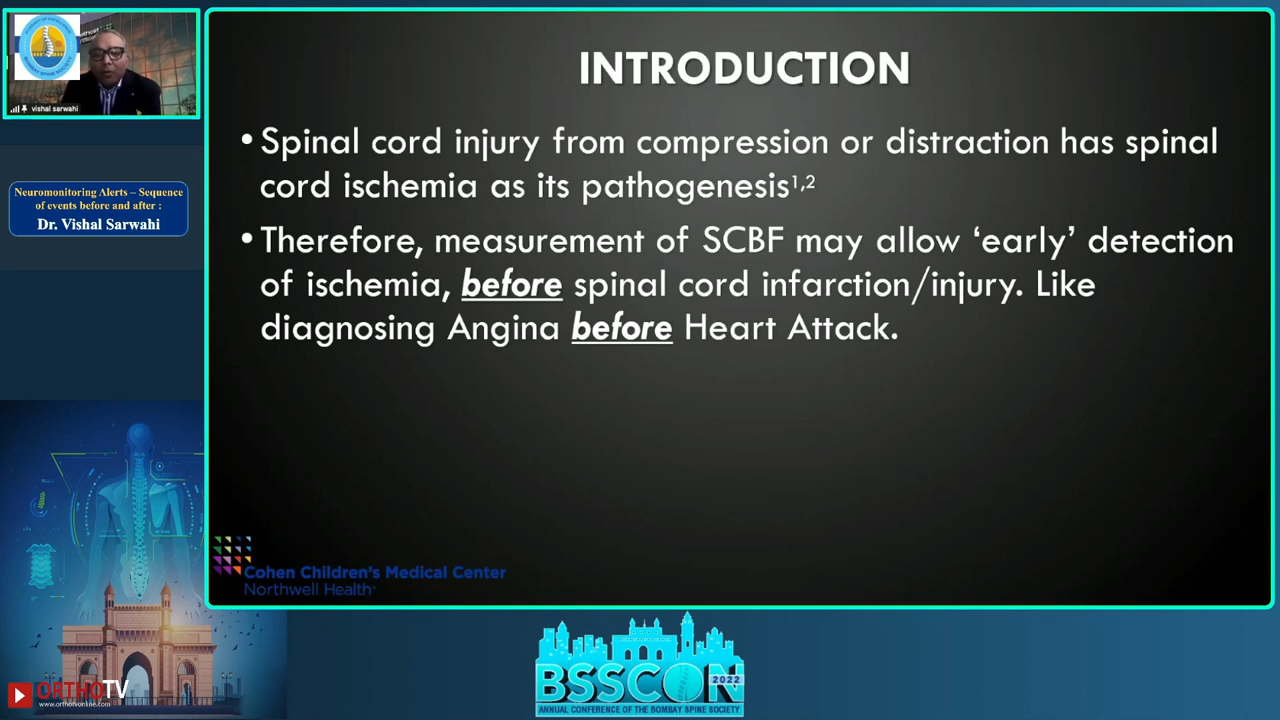 vishal sarwahi
Neuromonitoring Alerts – Sequence
of events before and after :
Dr. Vishal Sarwahi
INTRODUCTION
• Spinal cord injury from compression or distraction has spinal
cord ischemia as its pathogenesis1,2
• Therefore, measurement of SCBF may allow ‘early’ detection
of ischemia, before spinal cord infarction/injury. Like
diagnosing Angina before Heart Attack.
Cohen Children's Medical Center
Northwell Health
ORTHOTV
www.orthotvonline.com
BSSCON
2022
ANNUAL CONFERENCE OF THE BOMBAY SPINE SOCIETY